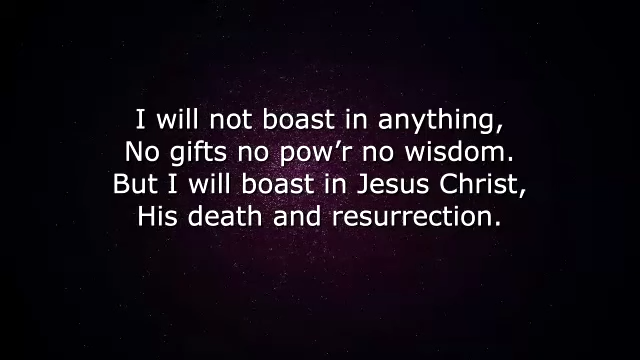 I will not boast in anything,
No gifts no pow’r no wisdom.
But I will boast in Jesus Christ,
His death and resurrection.